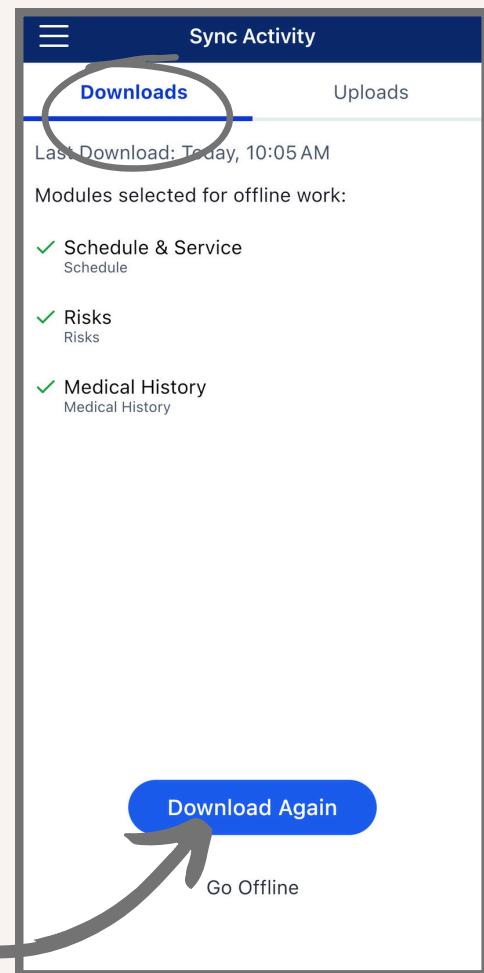 Sync Activity
Downloads
Uploads
Last Download: Today, 10:05 AM
Modules selected for offline work:
Schedule & Service
Schedule
Risks
Risks
Medical History
Medical History
Download Again
Go Offline